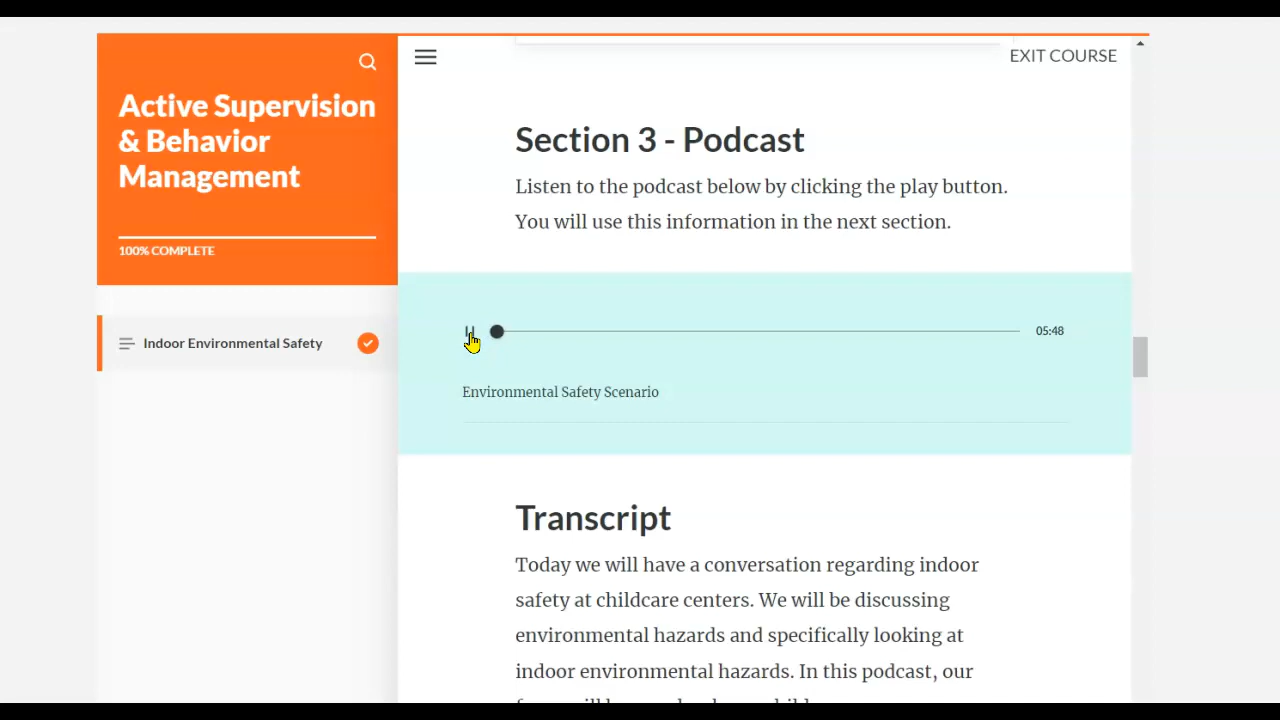 Active Supervision
& Behavior
Management
100% COMPLETE
Indoor Environmental Safety
EXIT COURSE
Section 3 - Podcast
Listen to the podcast below by clicking the play button.
You will use this information in the next section.
05:48
Environmental Safety Scenario
Transcript
Today we will have a conversation regarding indoor
safety at childcare centers. We will be discussing
environmental hazards and specifically looking at
indoor environmental hazards. In this podcast, our